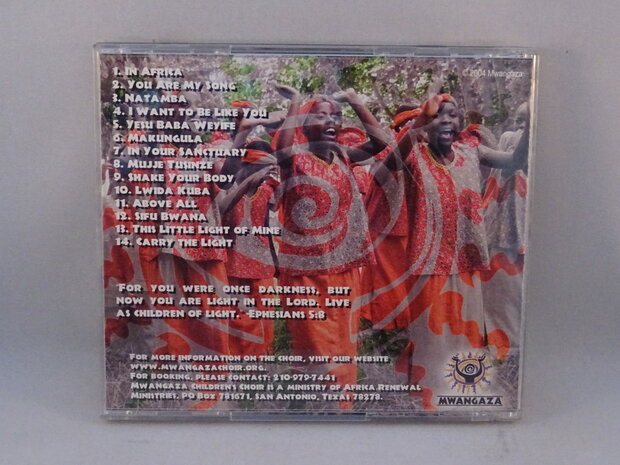 © 2004 Mwangaza
1. In Africa
2. You Are My Song
3. Natamba
4. I Want to Be Like You
5. Yesu Baba Weyife
6. Makungula
7. In Your Sanctuary
8. Mujje Tusinze
9. Shake Your Body
10. Lwida Kuba
11. Above All
12. Sifu Bwana
13. This Little Light of Mine
14. Carry the Light
"For you were once darkness, but
now you are light in the Lord. Live
as children of light." -Ephesians 5:8
For more information on the choir, visit our website
www.mwangazachoir.org.
For booking, please contact: 210-979-7441
Mwangaza Children's Choir is a ministry of Africa Renewal
Ministries. PO Box 781671, San Antonio, Texas 78278.
MWANGAZA